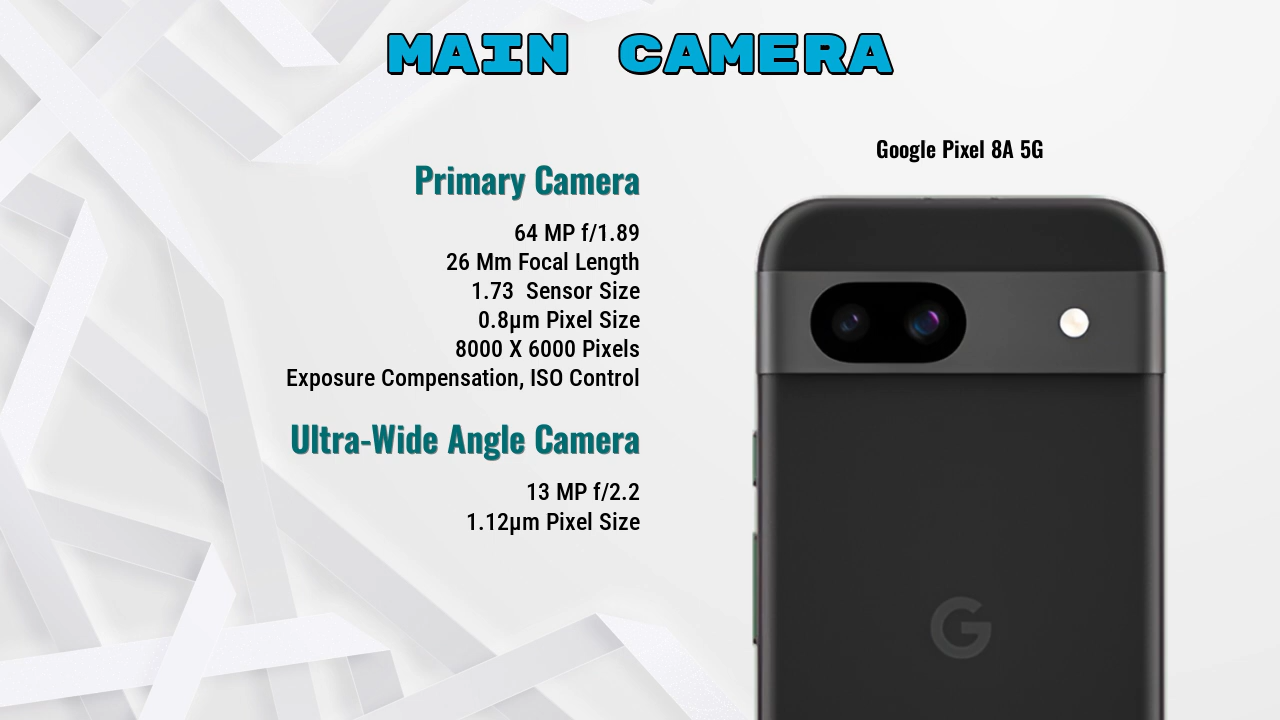 MAIN CAMERA
Google Pixel 8A 5G
Primary Camera
64 MP f/1.89
26 Mm Focal Length
1.73  Sensor Size
0.8µm Pixel Size
8000 X 6000 Pixels
Exposure Compensation, ISO Control
Ultra-Wide Angle Camera
13 MP f/2.2
1.12µm Pixel Size
G